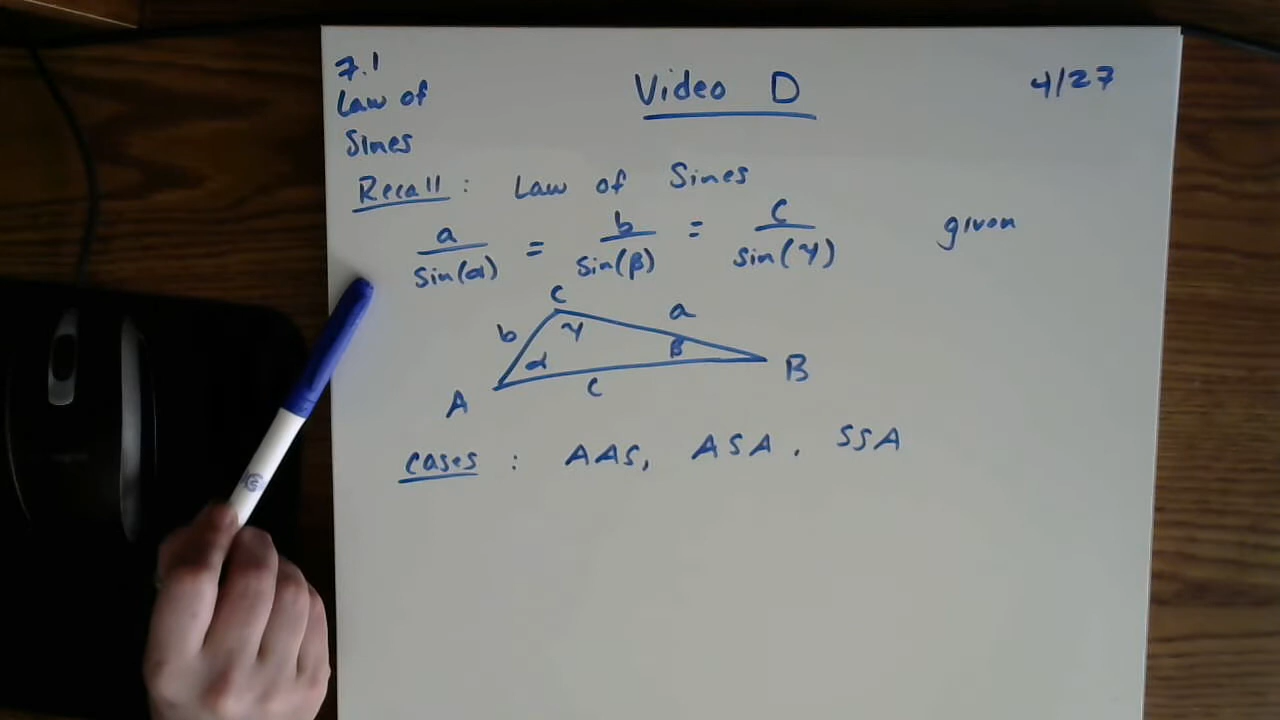 7.1
Law of
Sines
Video D
4/27
Recall: Law of Sines
a/sin(α) = b/sin(β) = c/sin(γ) given
C
b γ a
α β
A c B
cases: AAS, ASA, SSA